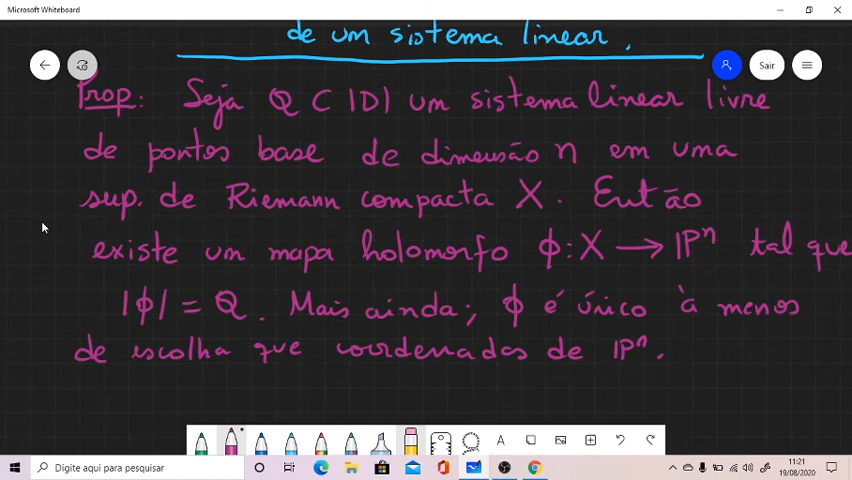 Microsoft Whiteboard
de um sistema linear.
Sair
Prop: Seja Q ⊂ |D| um sistema linear livre
de pontos base de dimensão n em uma
sup. de Riemann compacta X. Então
existe um mapa holomorfo ϕ: X → ℙⁿ tal que
|ϕ| = Q. Mais ainda; ϕ é único à menos
de escolha que coordenadas de ℙⁿ.
A
Digite aqui para pesquisar
11:21
19/08/2020